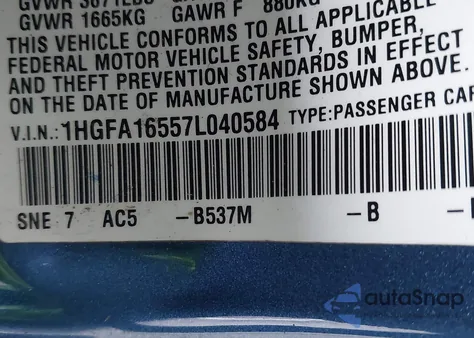 GVWR 1665KG GAWR F 880KG
THIS VEHICLE CONFORMS TO ALL APPLICABLE
FEDERAL MOTOR VEHICLE SAFETY, BUMPER,
AND THEFT PREVENTION STANDARDS IN EFFECT
ON THE DATE OF MANUFACTURE SHOWN ABOVE.
V.I.N.: 1HGFA16557L040584 TYPE:PASSENGER CAR
SNE 7 AC5 -B537M -B
autoSnap